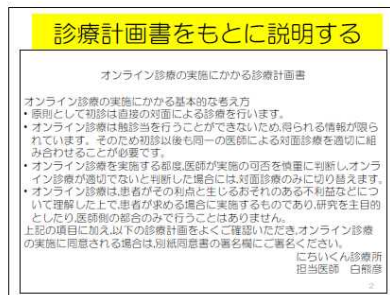 診療計画書をもとに説明する
オンライン診療の実施にかかる診療計画書
オンライン診療の実施にかかる基本的な考え方
• 原則として初診は直接の対面による診療を行います。
• オンライン診療は触診当を行うことができないため、得られる情報が限ら
れています。そのため初診以後も同一の医師による対面診療を適切に組
み合わせることが必要です。
• オンライン診療を実施する都度、医師が実施の可否を慎重に判断し、オンラ
イン診療が適切でないと判断した場合には、対面診療に切り替えます。
• オンライン診療は、患者がその利点と生じるおそれのある不利益などにつ
いて理解した上で、患者が求める場合に実施するものであり、研究を主目的
としたり、医師側の都合のみで行うことはありません。
上記の項目に加え、以下の診療計画をよくご確認いただき、オンライン診療
の実施に同意される場合は、別紙同意書の署名欄にご署名ください。
にちいくん診療所
担当医師 白熊彦
2